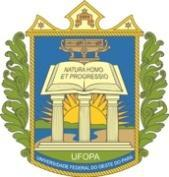 NATURA HOMO
ET PROGRESSIO
UFOPA
UNIVERSIDADE FEDERAL DO OESTE DO PARÁ